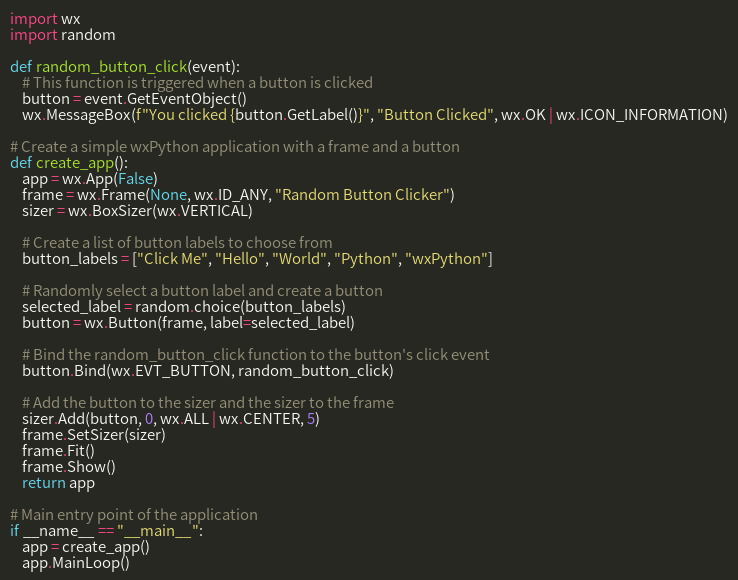 import wx
import random

def random_button_click(event):
    # This function is triggered when a button is clicked
    button = event.GetEventObject()
    wx.MessageBox(f"You clicked {button.GetLabel()}", "Button Clicked", wx.OK | wx.ICON_INFORMATION)

# Create a simple wxPython application with a frame and a button
def create_app():
    app = wx.App(False)
    frame = wx.Frame(None, wx.ID_ANY, "Random Button Clicker")
    sizer = wx.BoxSizer(wx.VERTICAL)

    # Create a list of button labels to choose from
    button_labels = ["Click Me", "Hello", "World", "Python", "wxPython"]

    # Randomly select a button label and create a button
    selected_label = random.choice(button_labels)
    button = wx.Button(frame, label=selected_label)

    # Bind the random_button_click function to the button's click event
    button.Bind(wx.EVT_BUTTON, random_button_click)

    # Add the button to the sizer and the sizer to the frame
    sizer.Add(button, 0, wx.ALL | wx.CENTER, 5)
    frame.SetSizer(sizer)
    frame.Fit()
    frame.Show()
    return app

# Main entry point of the application
if __name__ == "__main__":
    app = create_app()
    app.MainLoop()